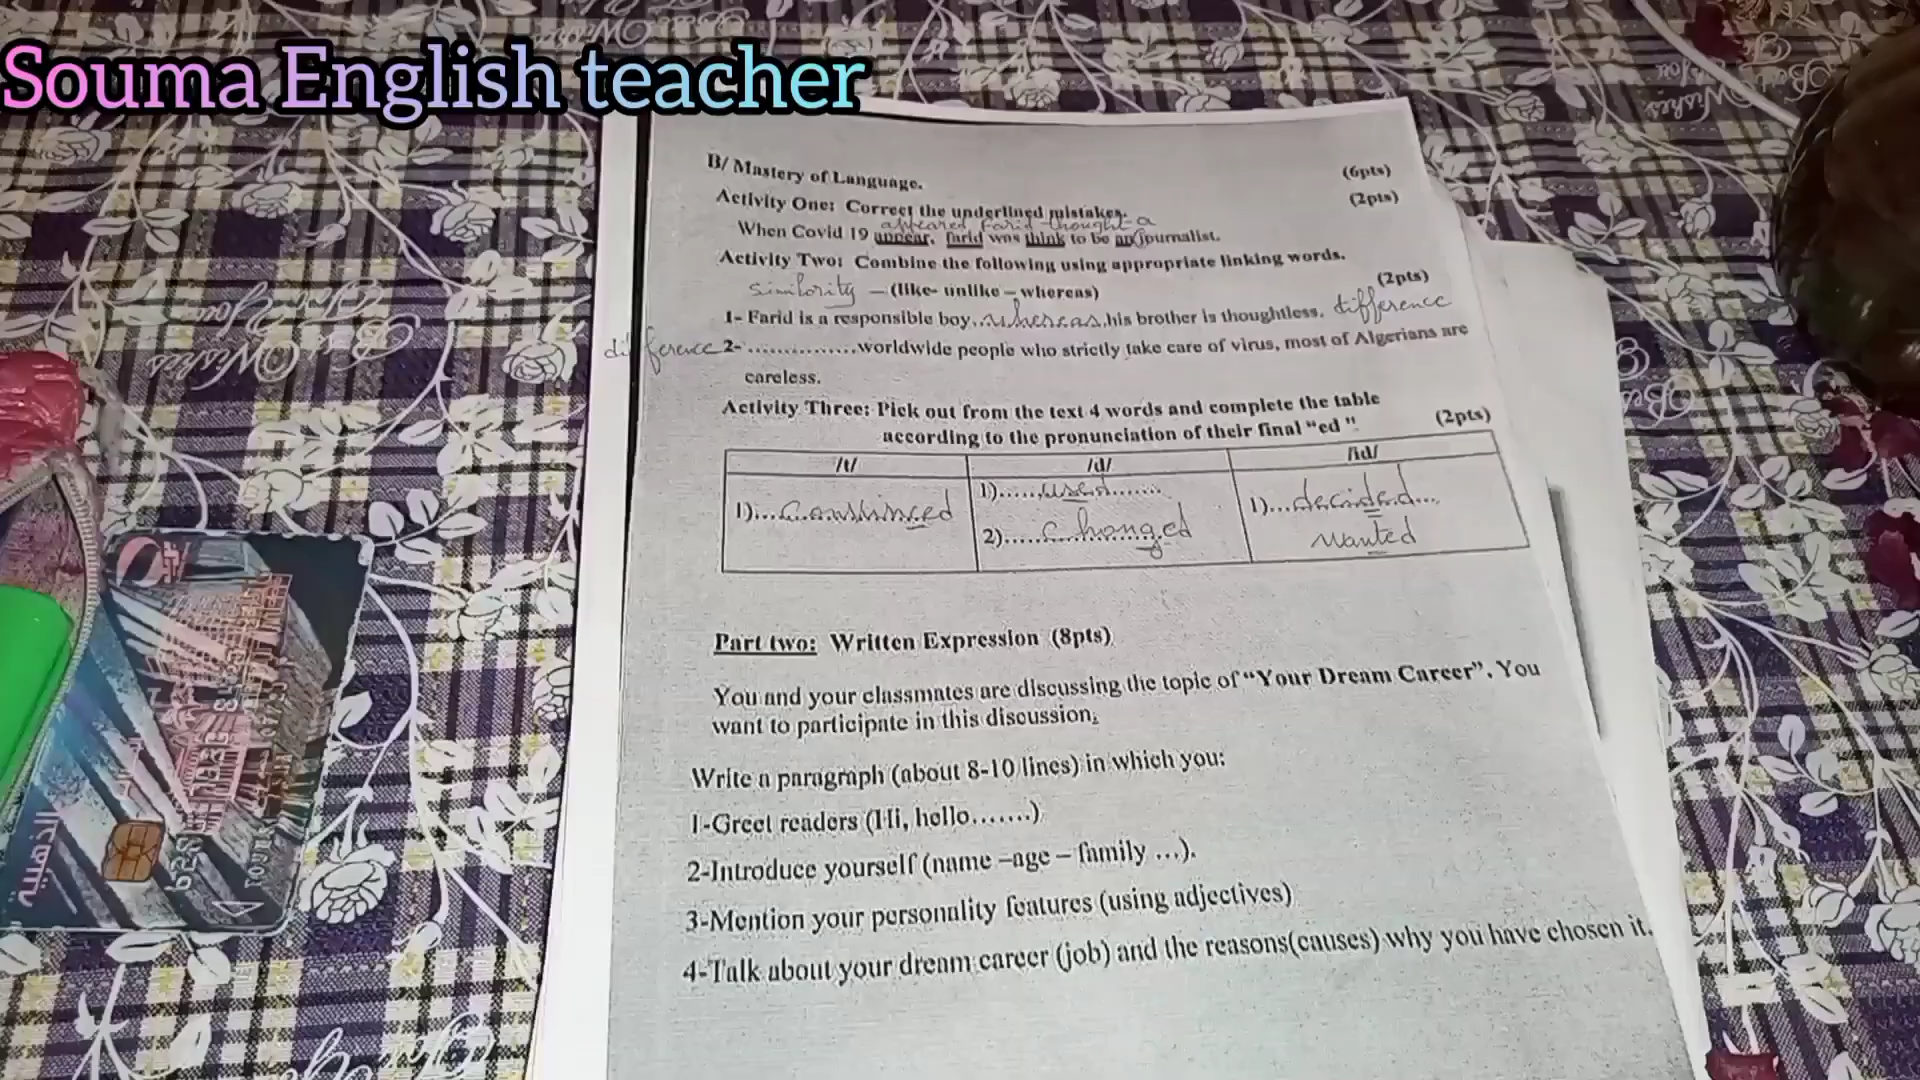 Souma English teacher
B/ Mastery of Language. (6pts)
Activity One: Correct the underlined mistakes. (2pts)
appeared Farid thought a
When Covid 19 appear, farid was think to be an journalist.
Activity Two: Combine the following using appropriate linking words.
(2pts)
similarity – (like- unlike – whereas)
1- Farid is a responsible boy, whereas his brother is thoughtless. difference
difference 2- ...............worldwide people who strictly take care of virus, most of Algerians are
careless.
Activity Three: Pick out from the text 4 words and complete the table
according to the pronunciation of their final "ed ". (2pts)
/t/ /d/ /id/
1)...convinced 1)......used....... 1)...decided...
2)......changed wanted
Part two: Written Expression (8pts)
You and your classmates are discussing the topic of "Your Dream Career". You
want to participate in this discussion.
Write a paragraph (about 8-10 lines) in which you:
1-Greet readers (Hi, hello.......)
2-Introduce yourself (name –age – family ...).
3-Mention your personality features (using adjectives)
4-Talk about your dream career (job) and the reasons(causes) why you have chosen it.